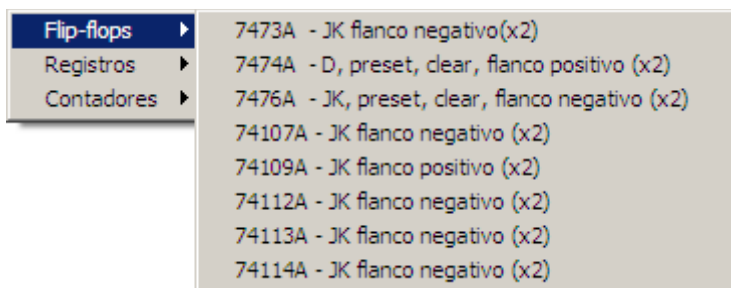 Flip-flops
Registros
Contadores
7473A - JK flanco negativo(x2)
7474A - D, preset, clear, flanco positivo (x2)
7476A - JK, preset, clear, flanco negativo (x2)
74107A - JK flanco negativo (x2)
74109A - JK flanco positivo (x2)
74112A - JK flanco negativo (x2)
74113A - JK flanco negativo (x2)
74114A - JK flanco negativo (x2)